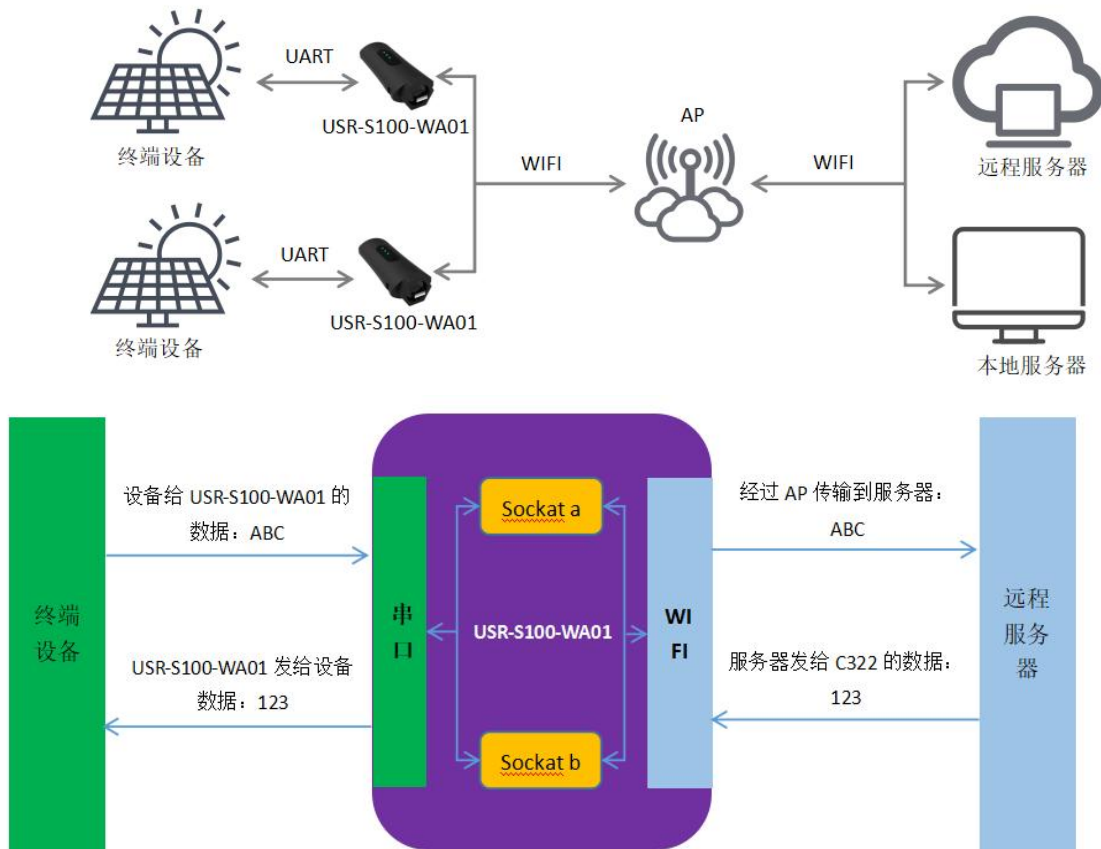 UART
USR-S100-WA01
终端设备
AP
WIFI
WIFI
远程服务器
UART
USR-S100-WA01
终端设备
本地服务器
设备给 USR-S100-WA01 的
数据：ABC
Sockat a
经过 AP 传输到服务器：
ABC
终端
设备
串
口
USR-S100-WA01
WI
FI
远程
服务
器
USR-S100-WA01 发给设备
数据：123
服务器发给 C322 的数据：
123
Sockat b